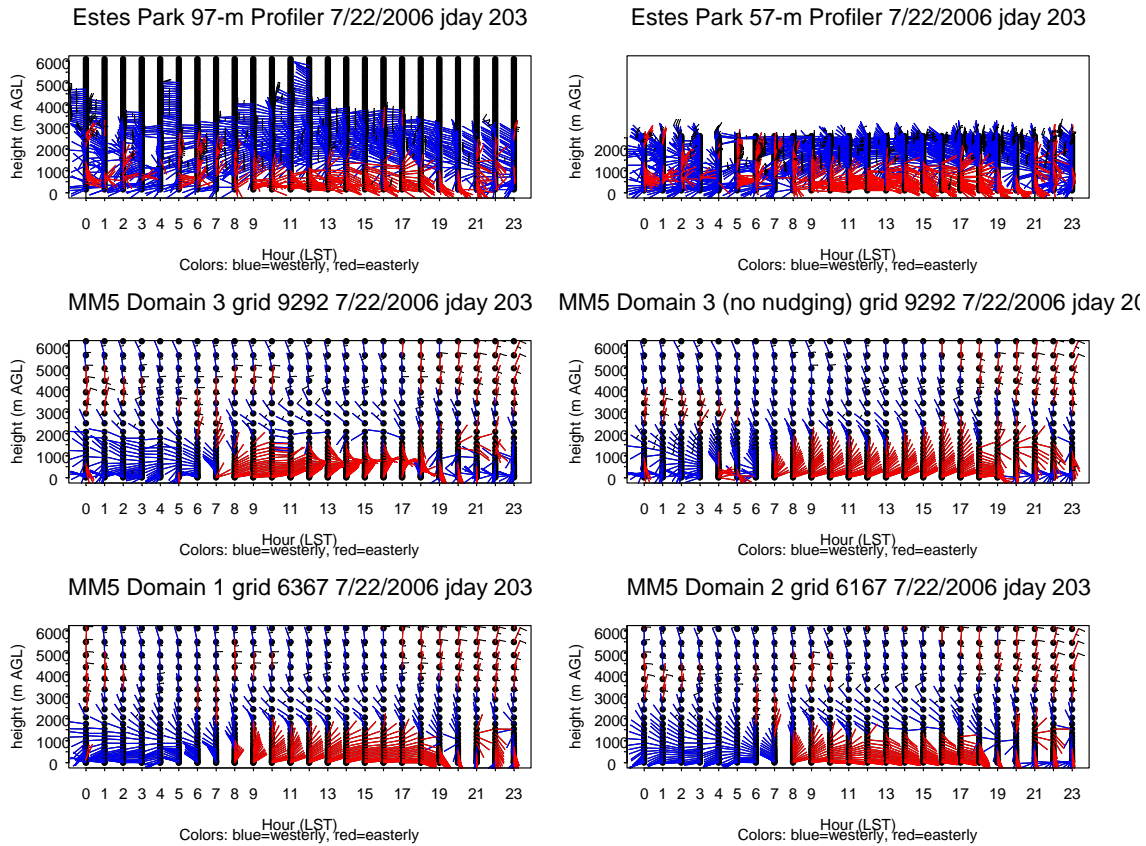 Estes Park 97-m Profiler 7/22/2006 jday 203
height (m AGL)
6000
5000
4000
3000
2000
1000
0
0 1 2 3 4 5 6 7 8 9 11 13 15 17 19 21 23
Hour (LST)
Colors: blue=westerly, red=easterly
Estes Park 57-m Profiler 7/22/2006 jday 203
height (m AGL)
2000
1000
0
0 1 2 3 4 5 6 7 8 9 11 13 15 17 19 21 23
Hour (LST)
Colors: blue=westerly, red=easterly
MM5 Domain 3 grid 9292 7/22/2006 jday 203
height (m AGL)
6000
5000
4000
3000
2000
1000
0
0 1 2 3 4 5 6 7 8 9 11 13 15 17 19 21 23
Hour (LST)
Colors: blue=westerly, red=easterly
MM5 Domain 3 (no nudging) grid 9292 7/22/2006 jday 20
height (m AGL)
6000
5000
4000
3000
2000
1000
0
0 1 2 3 4 5 6 7 8 9 11 13 15 17 19 21 23
Hour (LST)
Colors: blue=westerly, red=easterly
MM5 Domain 1 grid 6367 7/22/2006 jday 203
height (m AGL)
6000
5000
4000
3000
2000
1000
0
0 1 2 3 4 5 6 7 8 9 11 13 15 17 19 21 23
Hour (LST)
Colors: blue=westerly, red=easterly
MM5 Domain 2 grid 6167 7/22/2006 jday 203
height (m AGL)
6000
5000
4000
3000
2000
1000
0
0 1 2 3 4 5 6 7 8 9 11 13 15 17 19 21 23
Hour (LST)
Colors: blue=westerly, red=easterly